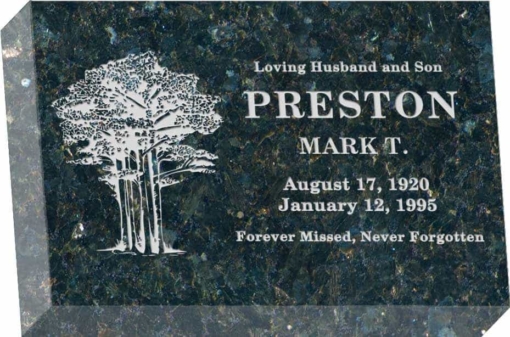 Loving Husband and Son
PRESTON
MARK T.
August 17, 1920
January 12, 1995
Forever Missed, Never Forgotten